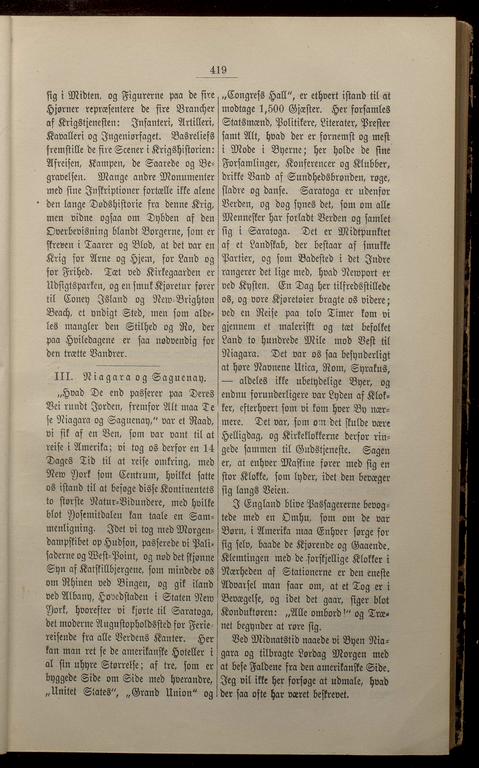 419
sig i Midten, og Figurerne paa de fire
Hjørner repræsentere de fire Brancher
af Krigstjenesten: Infanteri, Artilleri,
Kavalleri og Ingeniørfaget. Basreliefs
fremstille de fire Scener i Krigshistorien:
Afreisen, Kampen, de Saarede og Be-
gravelsen. Mange andre Monumenter
med sine Inskriptioner fortælle ikke alene
den lange Dødshistorie fra denne Krig,
men vidne ogsaa om Dybden af den
Overbevisning blandt Borgerne, som er
skreven i Taarer og Blod, at det var en
Krig for Arne og Hjem, for Land og
for Frihed. Tæt ved Kirkegaarden er
Udsigtsparken, og en smuk Kjøretur fører
til Coney Island og New-Brighton
Beach, et yndigt Sted, men som alde-
les mangler den Stilhed og Ro, der
paa Hviledagene er saa nødvendig for
den trætte Vandrer.
III. Niagara og Saguenay.
„Hvad De end passerer paa Deres
Vei rundt Jorden, fremfor Alt maa De
se Niagara og Saguenay,“ var et Raad,
vi fik af en Ven, som var vant til at
reise i Amerika; vi tog os derfor en 14
Dages Tid til at reise omkring, med
New York som Centrum, hvilket satte
os istand til at besøge disse Kontinentets
to største Natur-Vidundere, med hvilke
blot Yosemitdalen kan taale en Sam-
menligning. Idet vi tog med Morgen-
dampskibet op Hudson, passerede vi Pali-
saderne og West-Point, og nød det skjønne
Syn af Katskillbjergene, som mindede os
om Rhinen ved Bingen, og gik iland
ved Albany, Hovedstaden i Staten New
York, hvorefter vi kjørte til Saratoga,
det moderne Augustopholdssted for Ferie-
reisende fra alle Verdens Kanter. Her
kan man ret se de amerikanske Hoteller i
al sin uhyre Størrelse; af tre, som er
byggede Side om Side med hverandre,
„Unitet States“, „Grand Union“ og
„Congress Hall“, er ethvert istand til at
modtage 1,500 Gjæster. Her forsamles
Statsmænd, Politikere, Literater, Prester
samt Alt, hvad der er fornemst og mest
i Mode i Byerne; her holde de sine
Forsamlinger, Konferencer og Klubber,
drikke Vand af Sundhedsbrønden, røge,
sladre og danse. Saratoga er udenfor
Verden, og dog synes det, som om alle
Mennesker har forladt Verden og samlet
sig i Saratoga. Det er Midtpunktet
af et Landskab, der bestaar af smukke
Partier, og som Badested i det Indre
rangerer det lige med, hvad Newport er
ved Kysten. En Dag her tilfredsstillede
os, og vore Kjøretøier bragte os videre;
ved en Reise paa tolv Timer kom vi
gjennem et malerisk og tæt befolket
Land to hundrede Mile mod Vest til
Niagara. Det var os saa besynderligt
at høre Navnene Utica, Rom, Syrakus,
— aldeles ikke ubetydelige Byer, og
endnu forunderligere var Lyden af Klok-
ker, efterhvert som vi kom hver By nær-
mere. Det var, som om det skulde være
Helligdag, og Kirkeklokkerne derfor rin-
gede sammen til Gudstjeneste. Sagen
er, at enhver Maskine fører med sig en
stor Klokke, som lyder, idet den bevæger
sig langs Veien.
I England blive Passagererne bevog-
tede med en Omhu, som om de var
Børn, i Amerika maa Enhver sørge for
sig selv, baade de Kjørende og Gaaende.
Klemtingen med de forskjellige Klokker i
Nærheden af Stationerne er den eneste
Advarsel man faar om, at et Tog er i
Bevægelse, og idet det gaar, siger blot
Konduktøren: „Alle ombord!“ og Træ-
net begynder at røre sig.
Ved Midnatstid naaede vi Byen Nia-
gara og tilbragte Lørdag Morgen med
at bese Faldene fra den amerikanske Side.
Jeg vil ikke her forsøge at udmale, hvad
der saa ofte har været beskrevet.